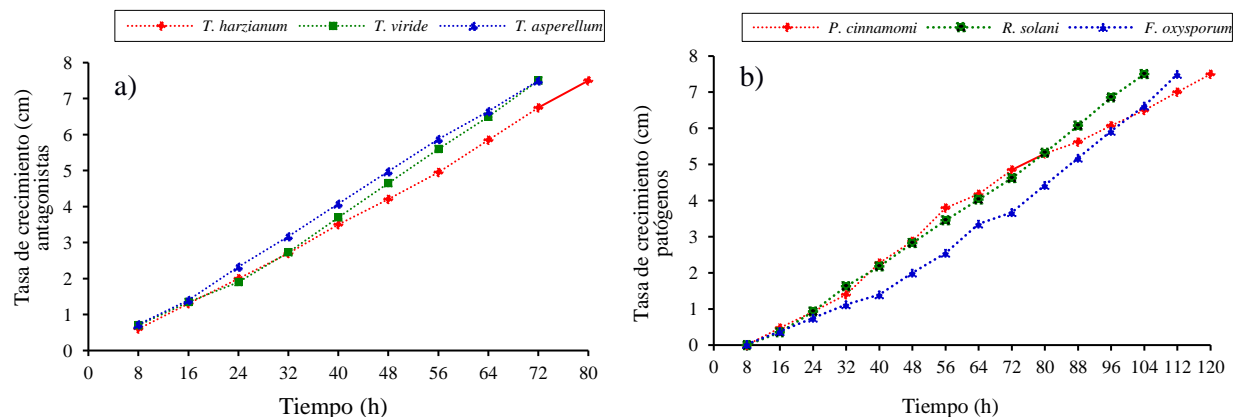 T. harzianum T. viride T. asperellum
a)
Tasa de crecimiento (cm)
antagonistas
8
7
6
5
4
3
2
1
0
0 8 16 24 32 40 48 56 64 72 80
Tiempo (h)
P. cinnamomi R. solani F. oxysporum
b)
Tasa de crecimiento (cm)
patógenos
8
7
6
5
4
3
2
1
0
0 8 16 24 32 40 48 56 64 72 80 88 96 104 112 120
Tiempo (h)